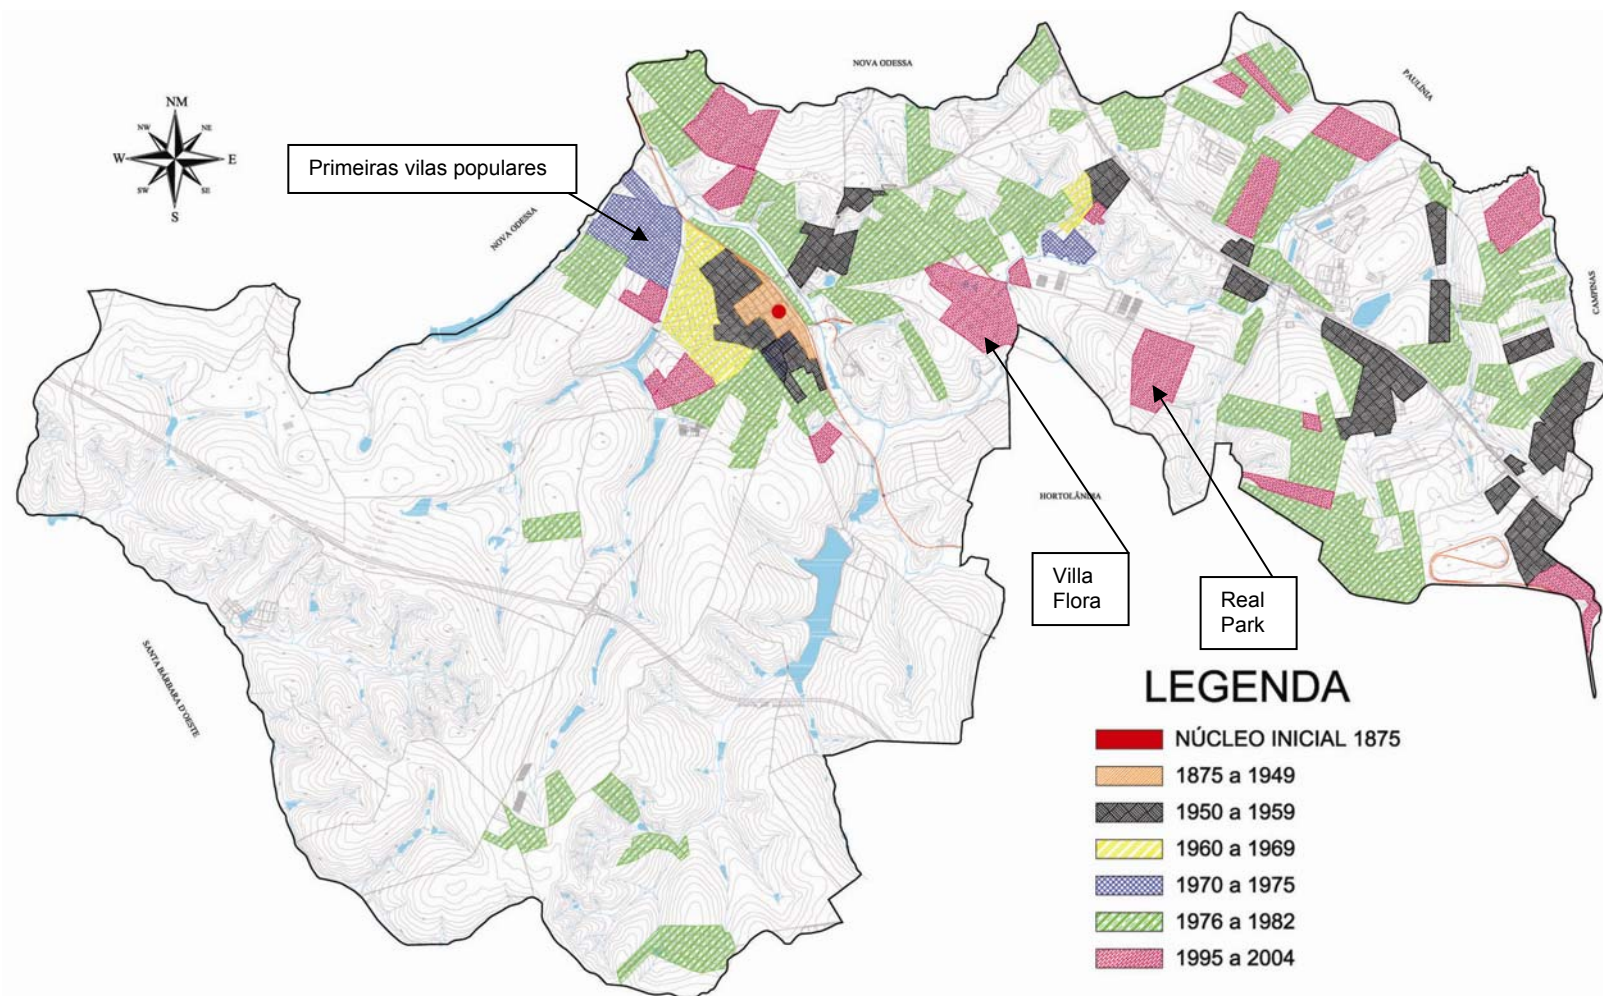 NOVA ODESSA
PAULÍNIA
NM
NW
NE
W
E
SW
SE
S
Primeiras vilas populares
NOVA ODESSA
CAMPINAS
HORTOLÂNDIA
Villa
Flora
Real
Park
SANTA BÁRBARA D'OESTE
LEGENDA
NÚCLEO INICIAL 1875
1875 a 1949
1950 a 1959
1960 a 1969
1970 a 1975
1976 a 1982
1995 a 2004